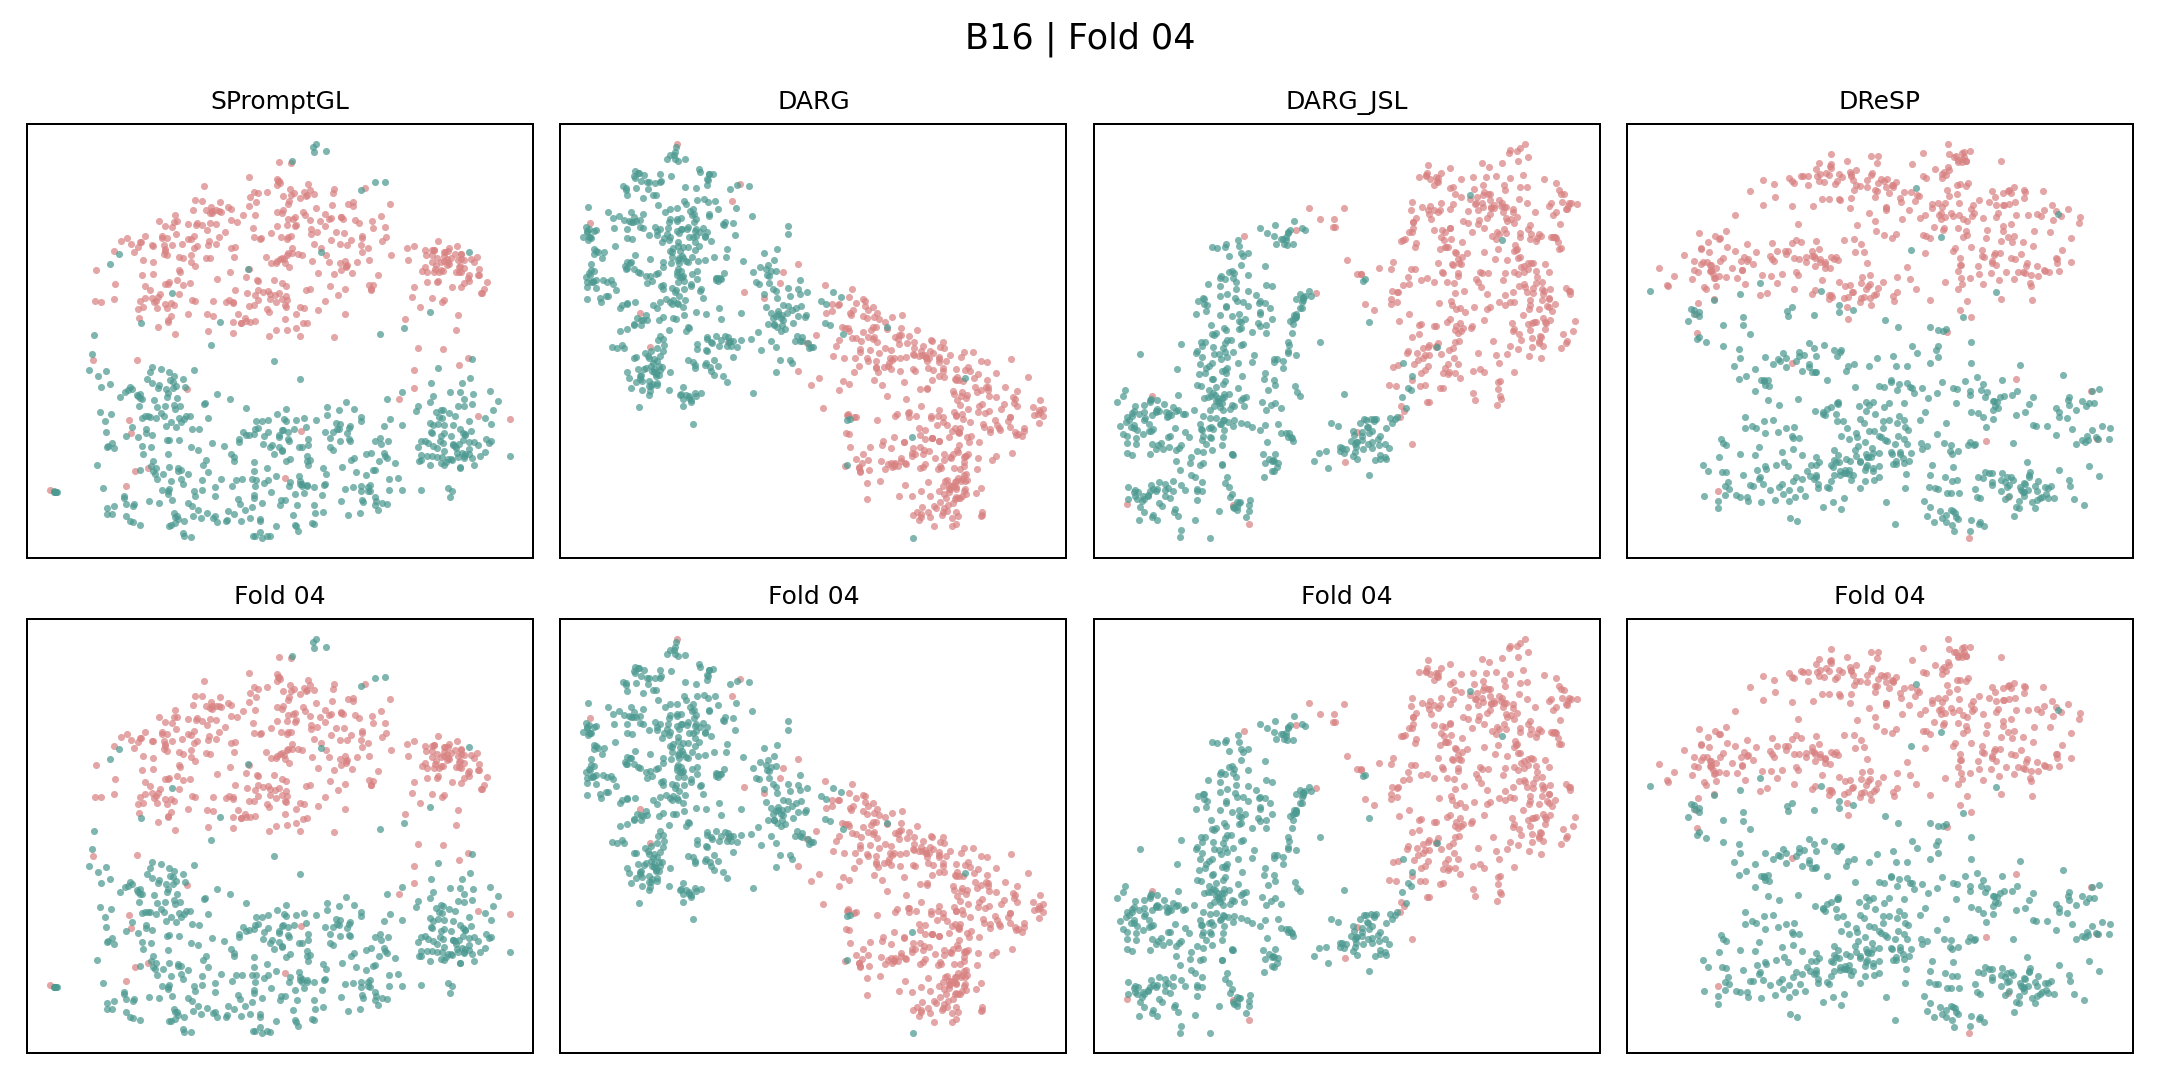 B16 | Fold 04
SPromptGL
DARG
DARG_JSL
DReSP
Fold 04
Fold 04
Fold 04
Fold 04